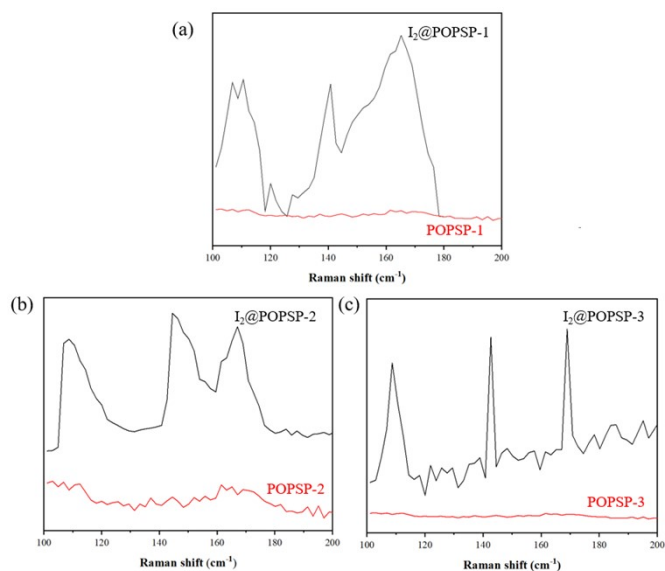 (a)
I₂@POPSP-1
POPSP-1
100 120 140 160 180 200
Raman shift (cm⁻¹)
(b)
I₂@POPSP-2
POPSP-2
100 120 140 160 180 200
Raman shift (cm⁻¹)
(c)
I₂@POPSP-3
POPSP-3
100 120 140 160 180 200
Raman shift (cm⁻¹)